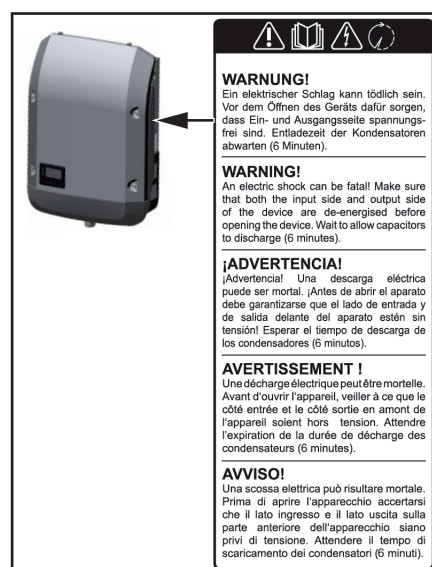 WARNUNG!
Ein elektrischer Schlag kann tödlich sein.
Vor dem Öffnen des Geräts dafür sorgen,
dass Ein- und Ausgangsseite spannungs-
frei sind. Entladezeit der Kondensatoren
abwarten (6 Minuten).
WARNING!
An electric shock can be fatal! Make sure
that both the input side and output side
of the device are de-energised before
opening the device. Wait to allow capacitors
to discharge (6 minutes).
¡ADVERTENCIA!
¡Advertencia! Una descarga eléctrica
puede ser mortal. ¡Antes de abrir el aparato
debe garantizarse que el lado de entrada y
de salida delante del aparato estén sin
tensión! Esperar el tiempo de descarga de
los condensadores (6 minutos).
AVERTISSEMENT !
Une décharge électrique peut être mortelle.
Avant d'ouvrir l'appareil, veiller à ce que le
côté entrée et le côté sortie en amont de
l'appareil soient hors tension. Attendre
l'expiration de la durée de décharge des
condensateurs (6 minutes).
AVVISO!
Una scossa elettrica può risultare mortale.
Prima di aprire l'apparecchio accertarsi
che il lato ingresso e il lato uscita sulla
parte anteriore dell'apparecchio siano
privi di tensione. Attendere il tempo di
scaricamento dei condensatori (6 minuti).